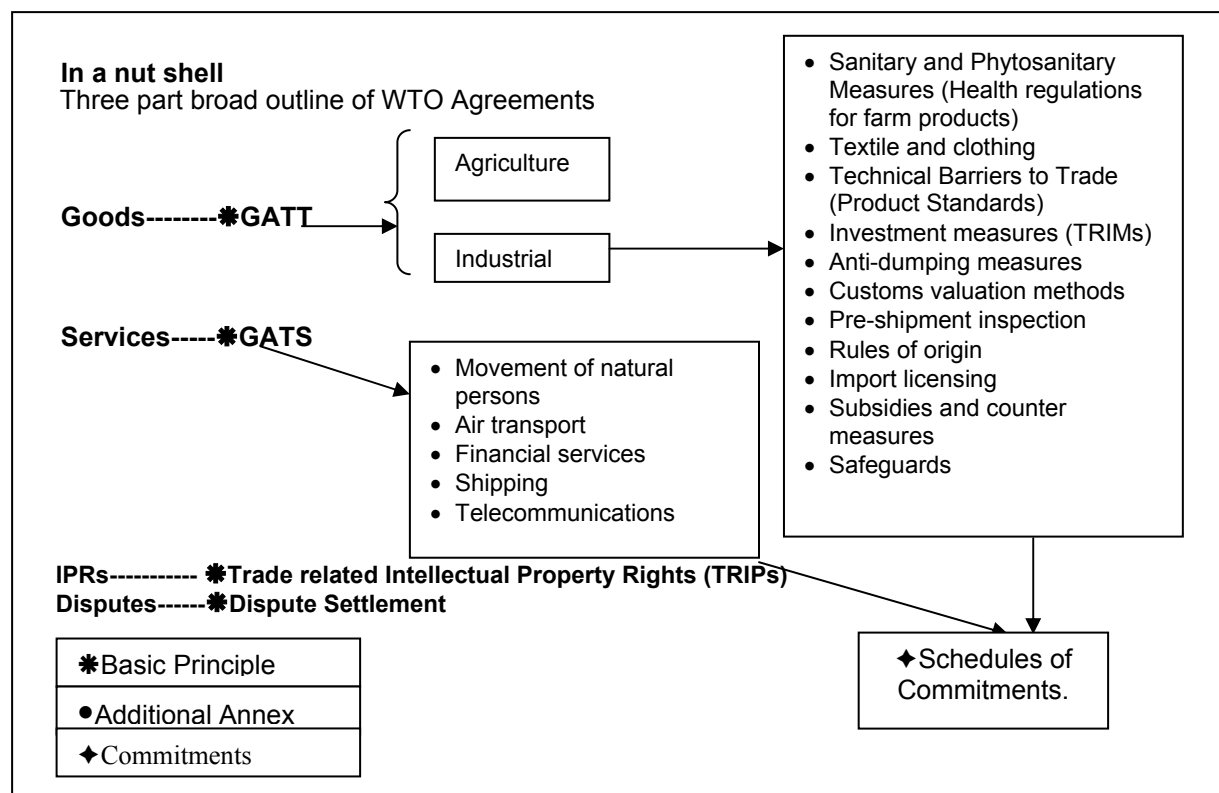 In a nut shell
Three part broad outline of WTO Agreements
Goods--------✱GATT
Agriculture
Industrial
• Sanitary and Phytosanitary
Measures (Health regulations
for farm products)
• Textile and clothing
• Technical Barriers to Trade
(Product Standards)
• Investment measures (TRIMs)
• Anti-dumping measures
• Customs valuation methods
• Pre-shipment inspection
• Rules of origin
• Import licensing
• Subsidies and counter
measures
• Safeguards
Services-----✱GATS
• Movement of natural
persons
• Air transport
• Financial services
• Shipping
• Telecommunications
IPRs----------- ✱Trade related Intellectual Property Rights (TRIPs)
Disputes------✱Dispute Settlement
✱Basic Principle
●Additional Annex
✦Commitments
✦Schedules of
Commitments.